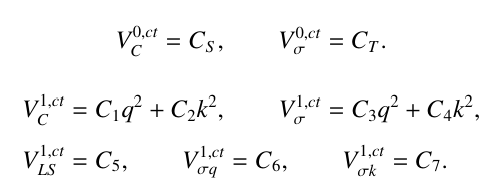 V_C^{0,ct} = C_S,    V_σ^{0,ct} = C_T.
V_C^{1,ct} = C_1 q^2 + C_2 k^2,    V_σ^{1,ct} = C_3 q^2 + C_4 k^2,
V_{LS}^{1,ct} = C_5,    V_{σq}^{1,ct} = C_6,    V_{σk}^{1,ct} = C_7.